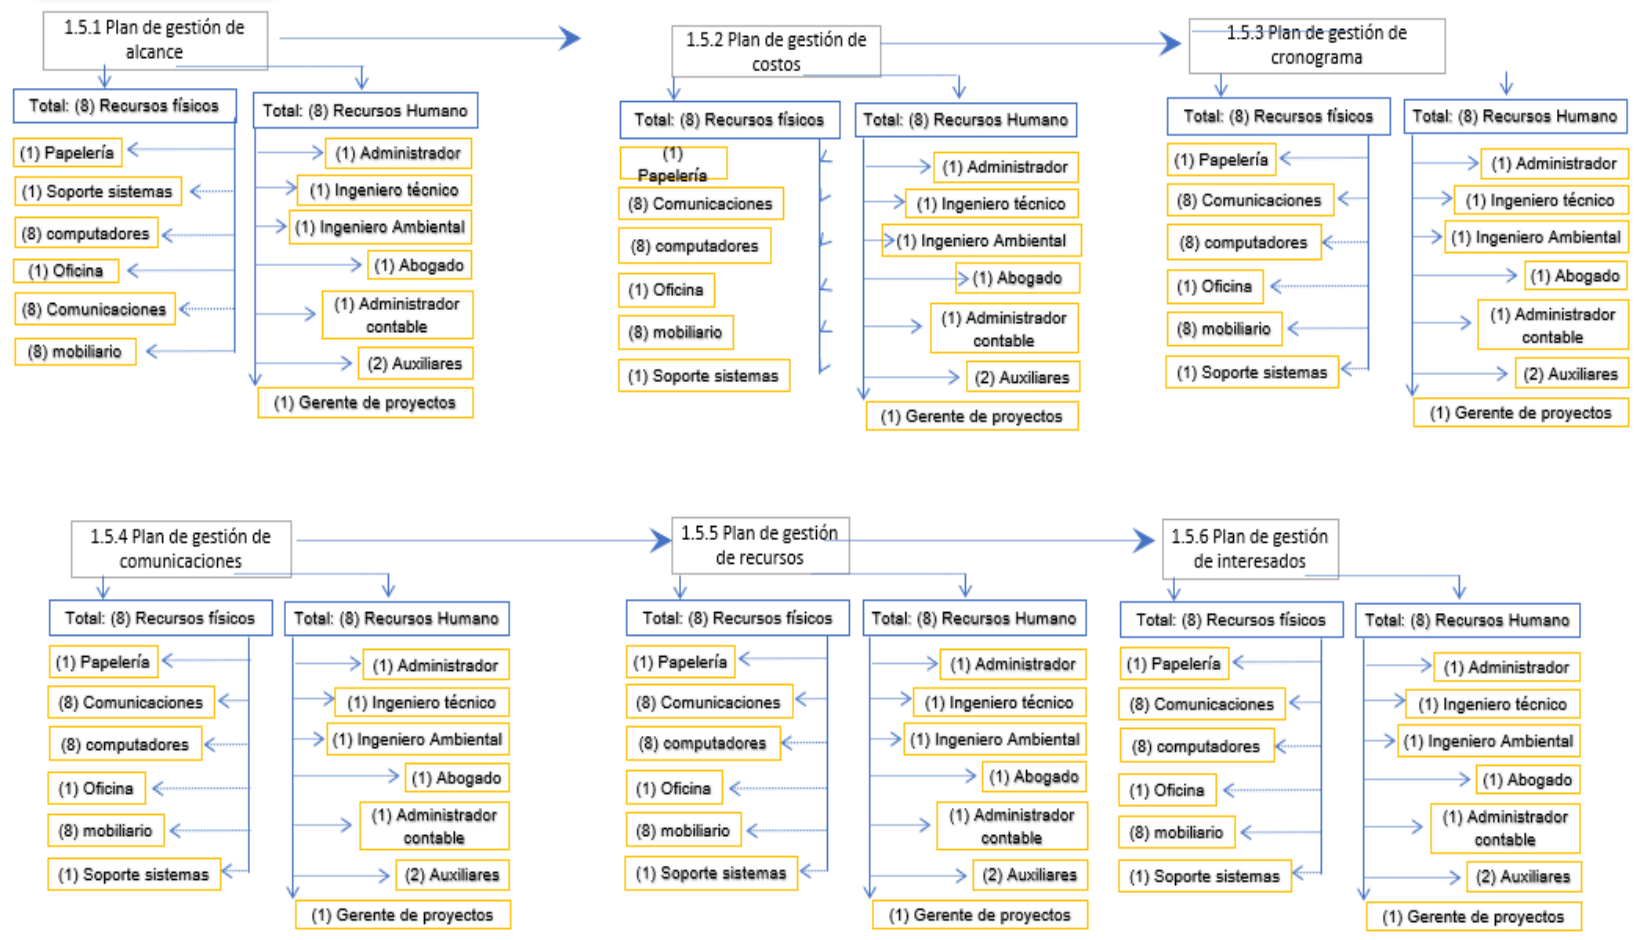 1.5.1 Plan de gestión de
alcance
Total: (8) Recursos físicos
(1) Papelería
(1) Soporte sistemas
(8) computadores
(1) Oficina
(8) Comunicaciones
(8) mobiliario
Total: (8) Recursos Humano
(1) Administrador
(1) Ingeniero técnico
(1) Ingeniero Ambiental
(1) Abogado
(1) Administrador
contable
(2) Auxiliares
(1) Gerente de proyectos
1.5.2 Plan de gestión de
costos
Total: (8) Recursos físicos
(1)
Papelería
(8) Comunicaciones
(8) computadores
(1) Oficina
(8) mobiliario
(1) Soporte sistemas
Total: (8) Recursos Humano
(1) Administrador
(1) Ingeniero técnico
(1) Ingeniero Ambiental
(1) Abogado
(1) Administrador
contable
(2) Auxiliares
(1) Gerente de proyectos
1.5.3 Plan de gestión de
cronograma
Total: (8) Recursos físicos
(1) Papelería
(8) Comunicaciones
(8) computadores
(1) Oficina
(8) mobiliario
(1) Soporte sistemas
Total: (8) Recursos Humano
(1) Administrador
(1) Ingeniero técnico
(1) Ingeniero Ambiental
(1) Abogado
(1) Administrador
contable
(2) Auxiliares
(1) Gerente de proyectos
1.5.4 Plan de gestión de
comunicaciones
Total: (8) Recursos físicos
(1) Papelería
(8) Comunicaciones
(8) computadores
(1) Oficina
(8) mobiliario
(1) Soporte sistemas
Total: (8) Recursos Humano
(1) Administrador
(1) Ingeniero técnico
(1) Ingeniero Ambiental
(1) Abogado
(1) Administrador
contable
(2) Auxiliares
(1) Gerente de proyectos
1.5.5 Plan de gestión
de recursos
Total: (8) Recursos físicos
(1) Papelería
(8) Comunicaciones
(8) computadores
(1) Oficina
(8) mobiliario
(1) Soporte sistemas
Total: (8) Recursos Humano
(1) Administrador
(1) Ingeniero técnico
(1) Ingeniero Ambiental
(1) Abogado
(1) Administrador
contable
(2) Auxiliares
(1) Gerente de proyectos
1.5.6 Plan de gestión
de interesados
Total: (8) Recursos físicos
(1) Papelería
(8) Comunicaciones
(8) computadores
(1) Oficina
(8) mobiliario
(1) Soporte sistemas
Total: (8) Recursos Humano
(1) Administrador
(1) Ingeniero técnico
(1) Ingeniero Ambiental
(1) Abogado
(1) Administrador
contable
(2) Auxiliares
(1) Gerente de proyectos